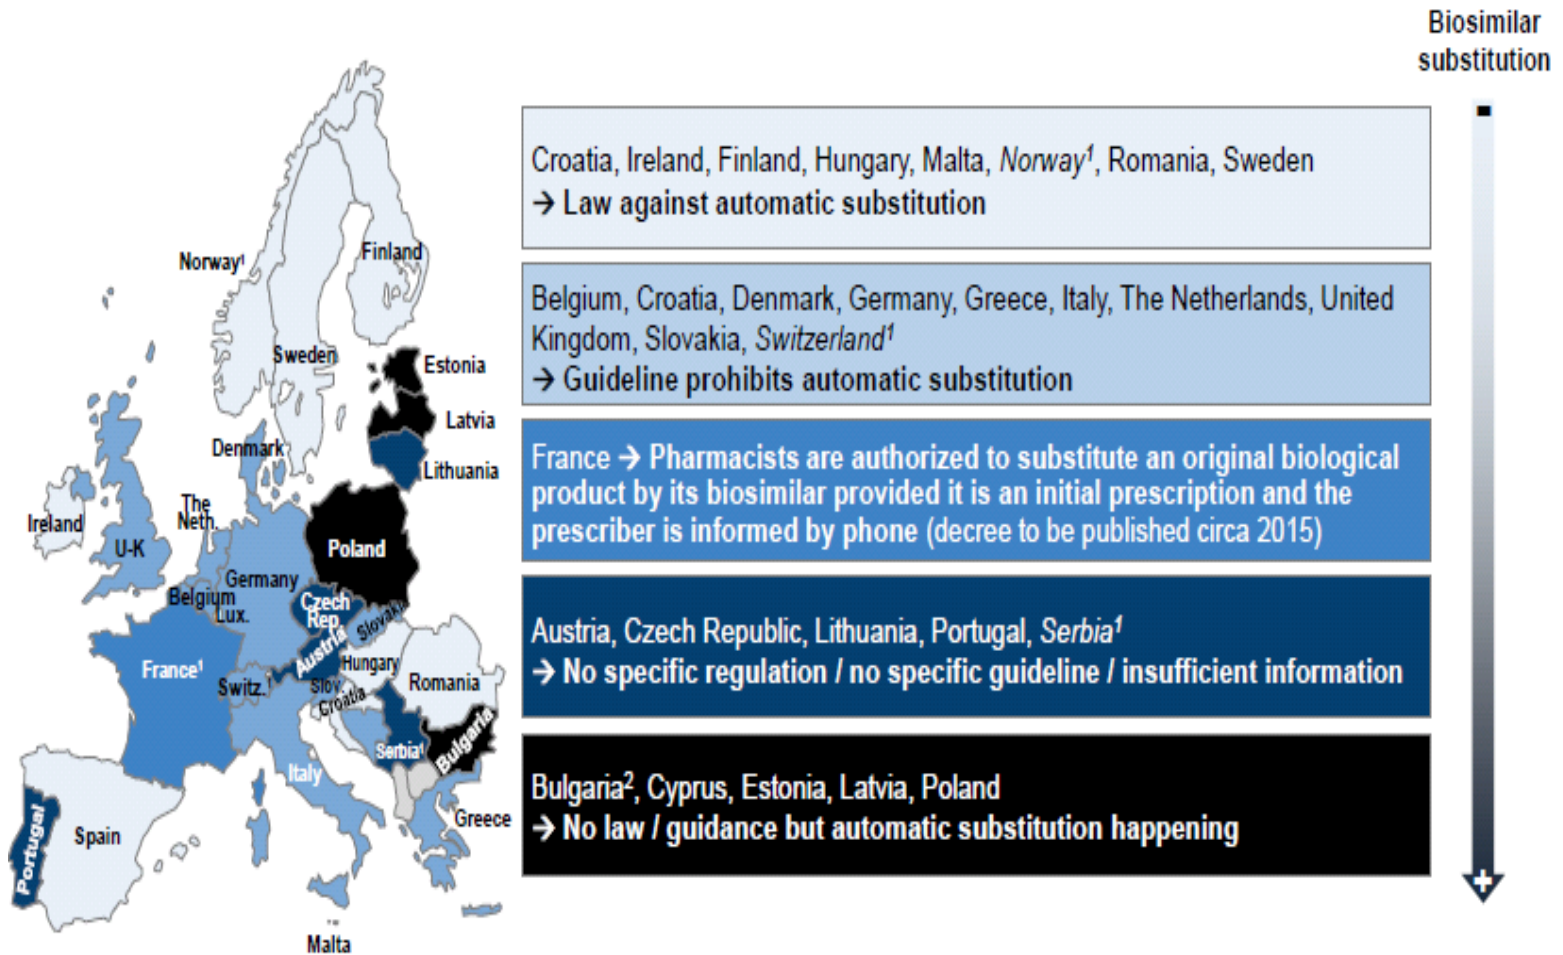 Biosimilar
substitution
-
Croatia, Ireland, Finland, Hungary, Malta, Norway¹, Romania, Sweden
→ Law against automatic substitution
Belgium, Croatia, Denmark, Germany, Greece, Italy, The Netherlands, United
Kingdom, Slovakia, Switzerland¹
→ Guideline prohibits automatic substitution
France → Pharmacists are authorized to substitute an original biological
product by its biosimilar provided it is an initial prescription and the
prescriber is informed by phone (decree to be published circa 2015)
Austria, Czech Republic, Lithuania, Portugal, Serbia¹
→ No specific regulation / no specific guideline / insufficient information
Bulgaria², Cyprus, Estonia, Latvia, Poland
→ No law / guidance but automatic substitution happening
+
Norway¹
Finland
Sweden
Estonia
Latvia
Lithuania
Denmark
The
Neth.
Ireland
U-K
Poland
Germany
Belgium
Lux.
Czech
Rep.
Slovakia
Austria
France¹
Switz.¹
Hungary
Slov.
Croatia
Romania
Serbia¹
Bulgaria
Italy
Greece
Portugal
Spain
Malta